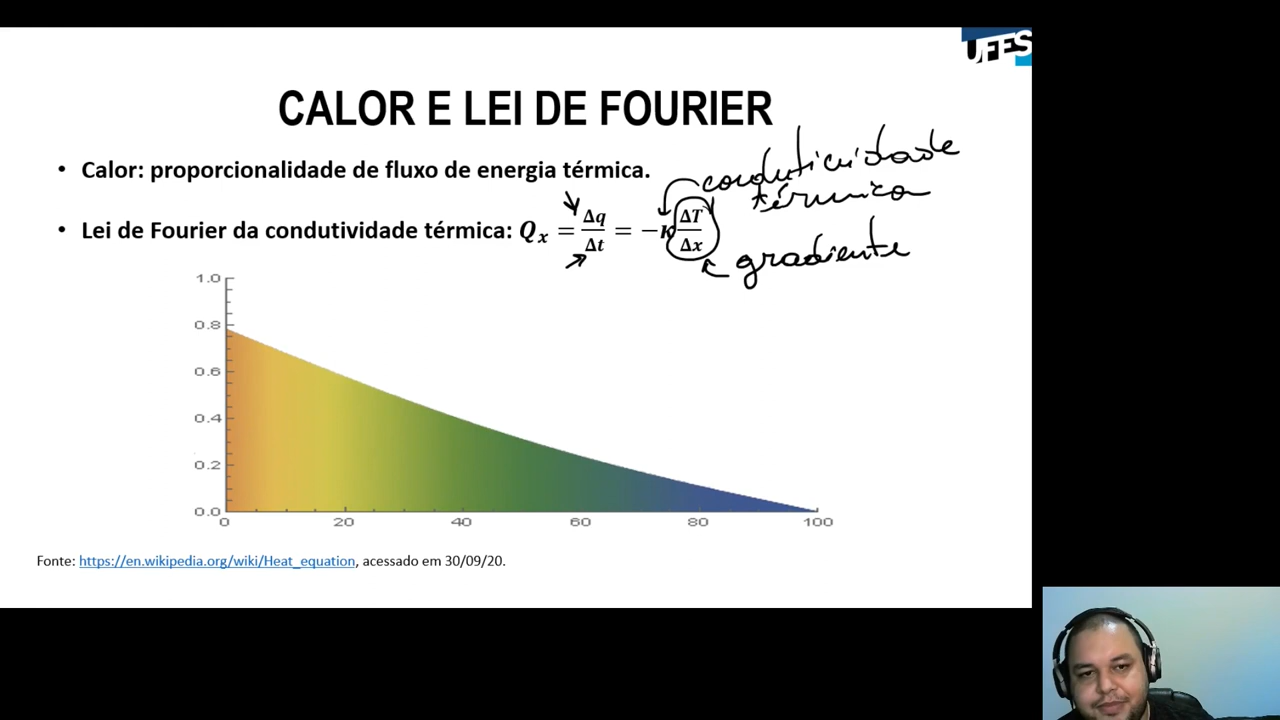 UFES
CALOR E LEI DE FOURIER
• Calor: proporcionalidade de fluxo de energia térmica.
condutividade
térmica
• Lei de Fourier da condutividade térmica: Qₓ = Δq/Δt = −κ ΔT/Δx
gradiente
1.0
0.8
0.6
0.4
0.2
0.0
0 20 40 60 80 100
Fonte: https://en.wikipedia.org/wiki/Heat_equation, acessado em 30/09/20.